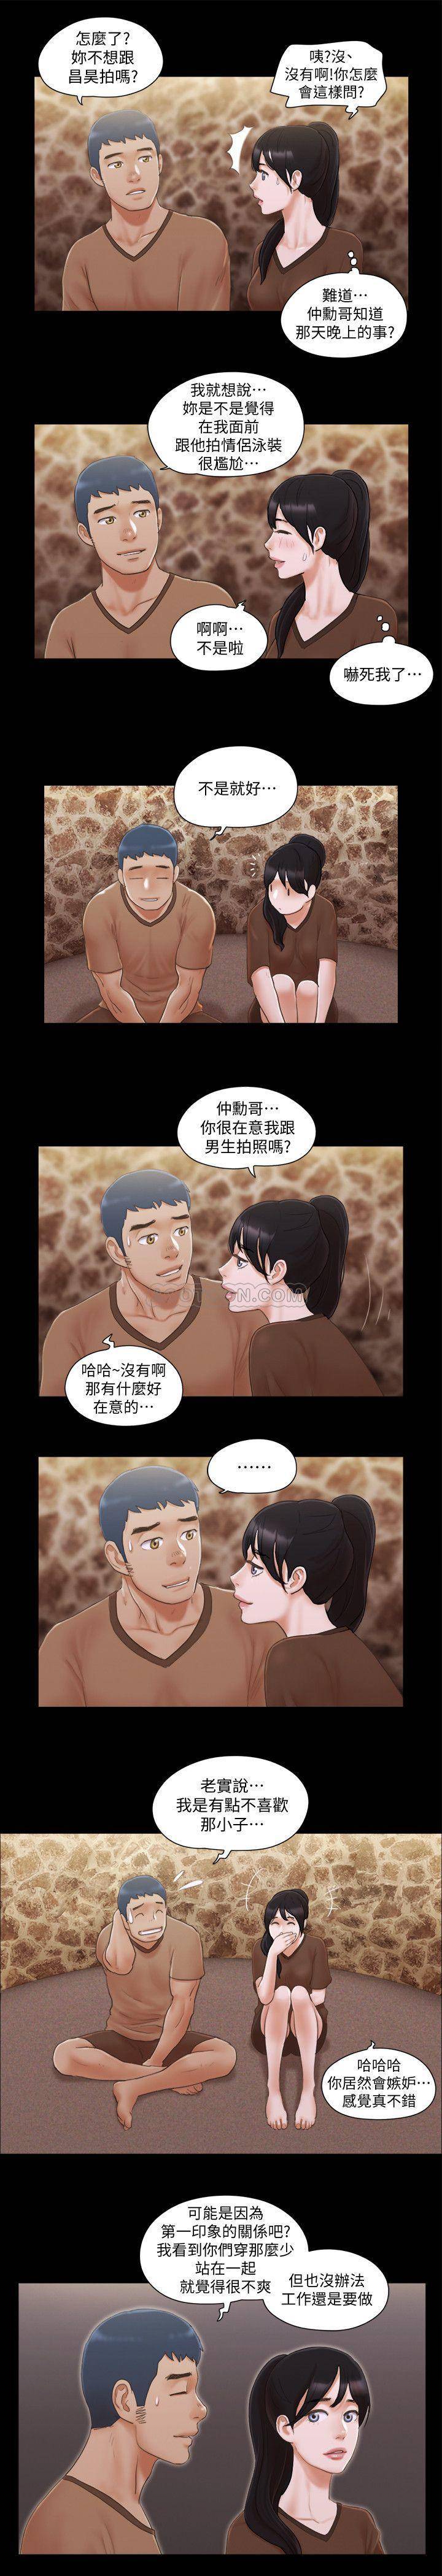 怎麼了?
妳不想跟
昌昊拍嗎?
咦?沒、
沒有啊!你怎麼
會這樣問?
難道⋯
仲勳哥知道
那天晚上的事?
我就想說⋯
妳是不是覺得
在我面前
跟他拍情侶泳裝
很尷尬⋯
啊啊⋯
不是啦
嚇死我了⋯
不是就好⋯
仲勳哥⋯
你很在意我跟
男生拍照嗎?
哈哈~沒有啊
那有什麼好
在意的⋯
⋯⋯
老實說⋯
我是有點不喜歡
那小子⋯
哈哈哈
你居然會嫉妒⋯
感覺真不錯
可能是因為
第一印象的關係吧?
我看到你們穿那麼少
站在一起
就覺得很不爽
但也沒辦法
工作還是要做